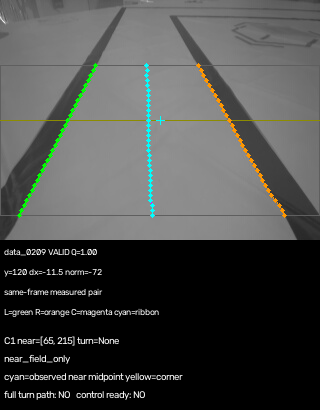 data_0209 VALID Q=1.00
y=120 dx=-11.5 norm=-72
same-frame measured pair
L=green R=orange C=magenta cyan=ribbon
C1 near=[65, 215] turn=None
near_field_only
cyan=observed near midpoint yellow=corner
full turn path: NO control ready: NO